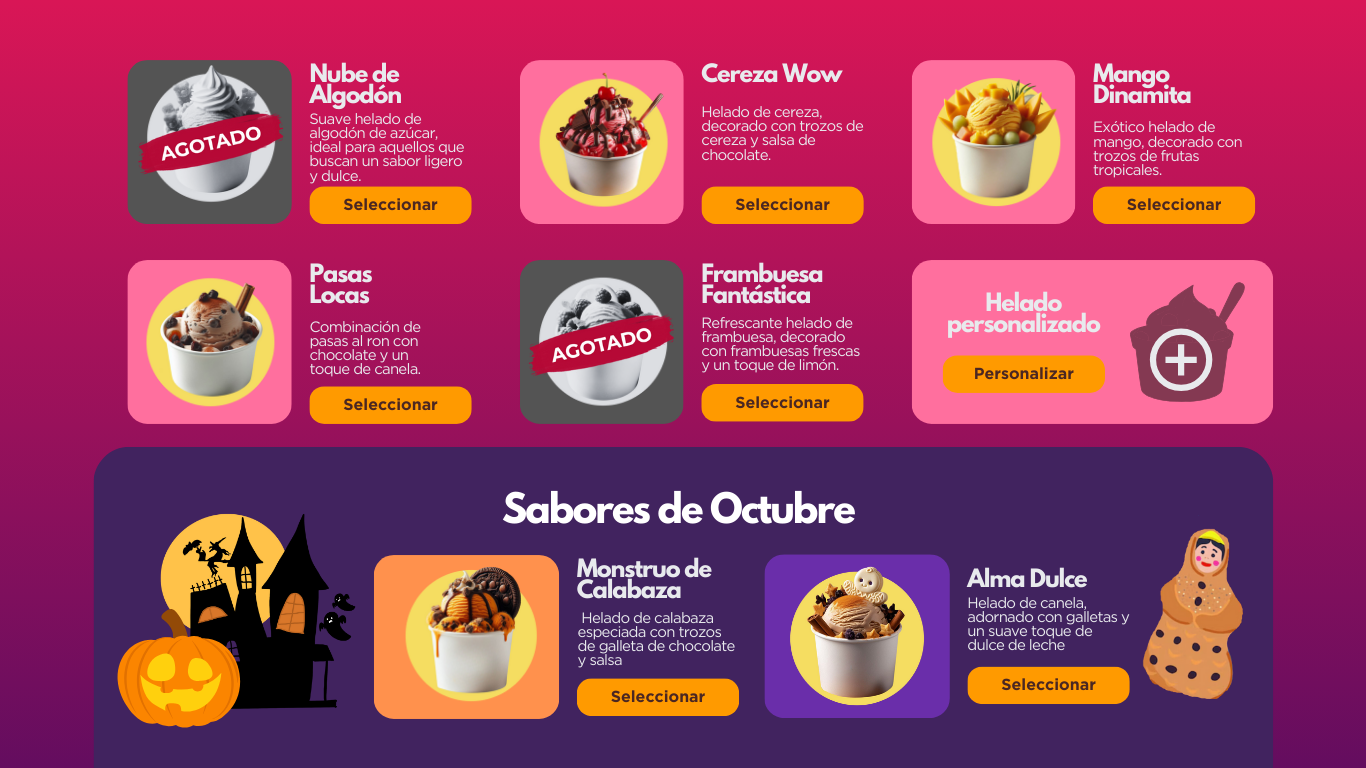 AGOTADO
Nube de
Algodón
Suave helado de
algodón de azúcar,
ideal para aquellos que
buscan un sabor ligero
y dulce.
Seleccionar
Cereza Wow
Helado de cereza,
decorado con trozos de
cereza y salsa de
chocolate.
Seleccionar
Mango
Dinamita
Exótico helado de
mango, decorado con
trozos de frutas
tropicales.
Seleccionar
Pasas
Locas
Combinación de
pasas al ron con
chocolate y un
toque de canela.
Seleccionar
AGOTADO
Frambuesa
Fantástica
Refrescante helado de
frambuesa, decorado
con frambuesas frescas
y un toque de limón.
Seleccionar
Helado
personalizado
Personalizar
Sabores de Octubre
Monstruo de
Calabaza
Helado de calabaza
especiada con trozos
de galleta de chocolate
y salsa
Seleccionar
Alma Dulce
Helado de canela,
adornado con galletas y
un suave toque de
dulce de leche
Seleccionar